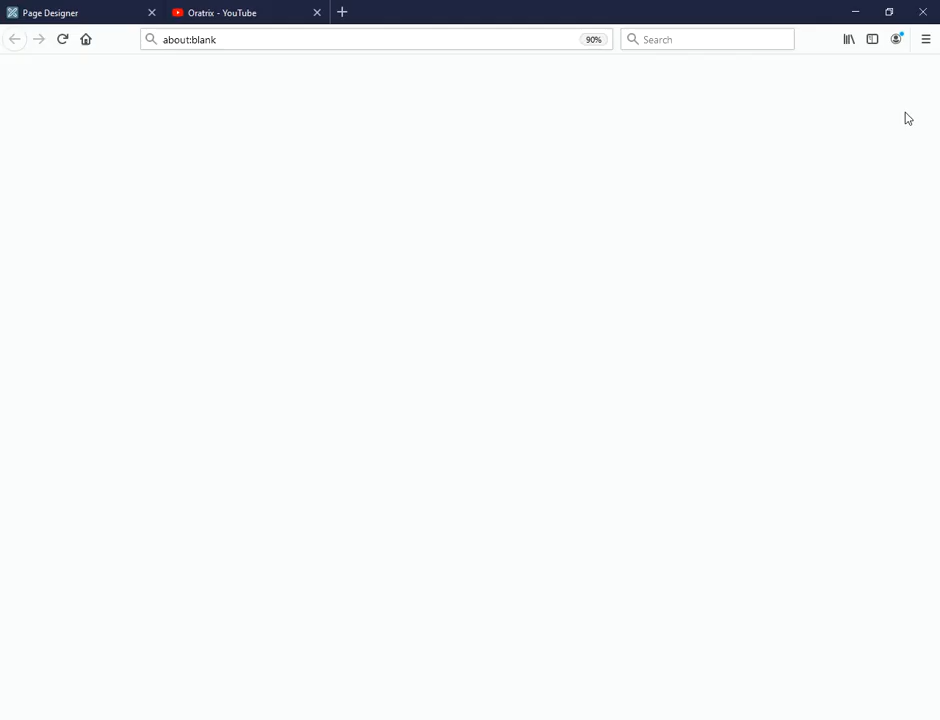 Page Designer
Oratrix - YouTube
about:blank
90%
Search